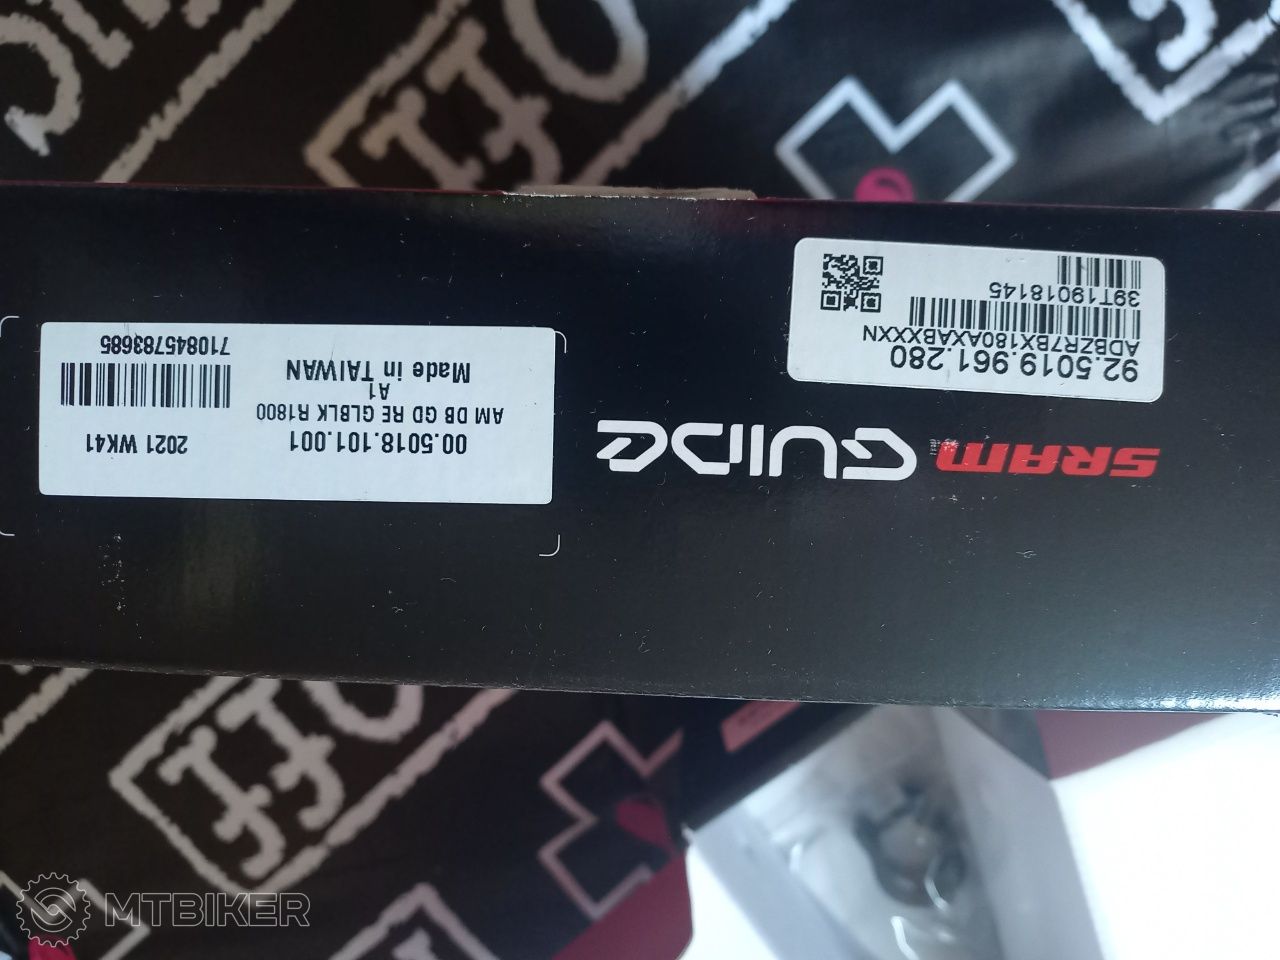 SRAM GUIDE
92.5019.961.280
ADBZR7BX180AXABXXXN
39T19018145
00.5018.101.001
2021 WK41
AM DB GD RE GLBLK R1800
A1
Made in TAIWAN
710845783685
MTBIKER